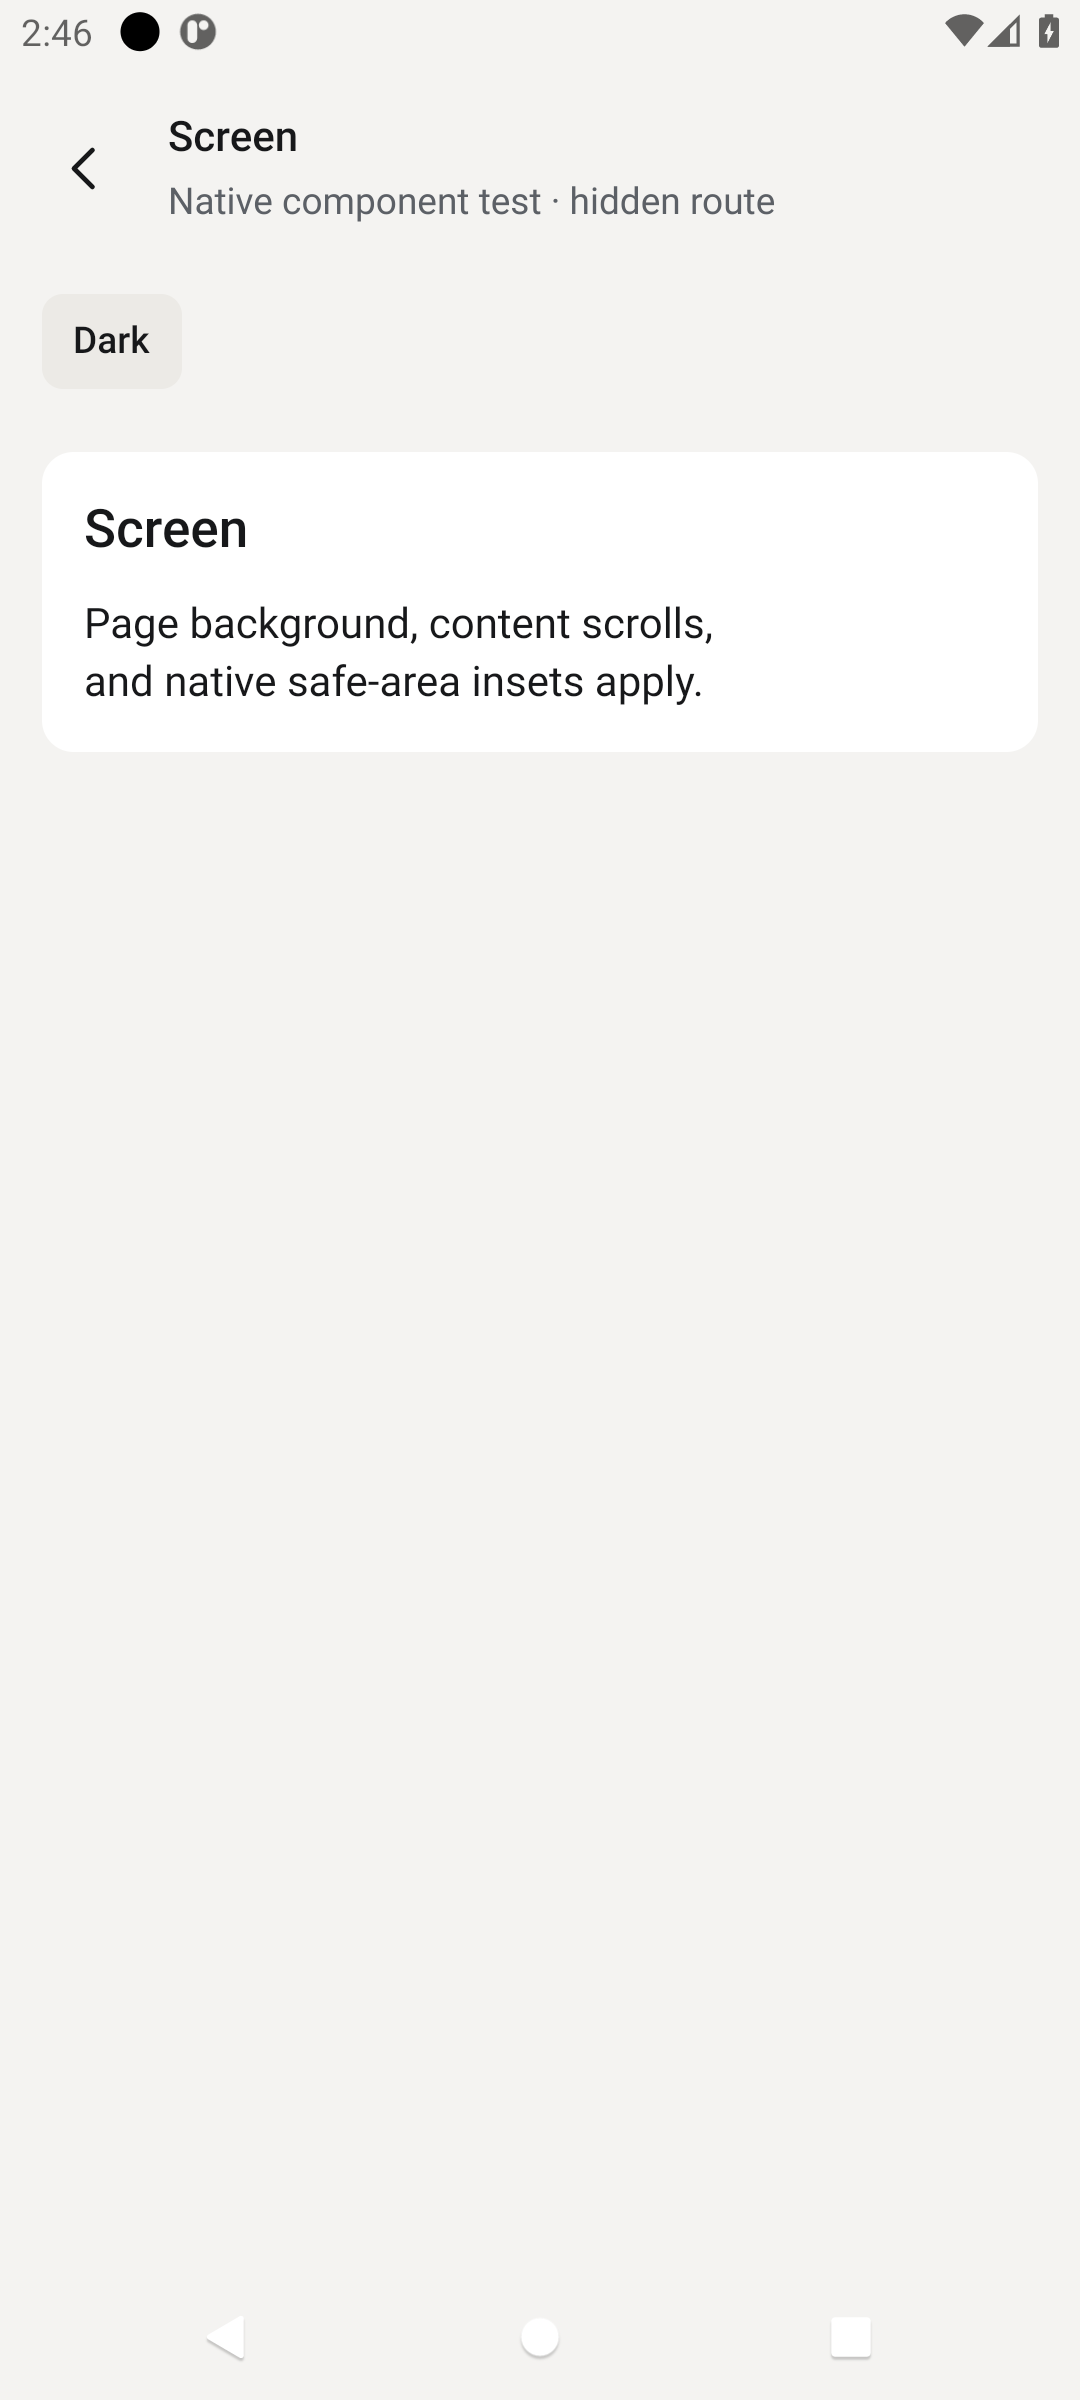 2:46
Screen
Native component test · hidden route
Dark
Screen
Page background, content scrolls,
and native safe-area insets apply.